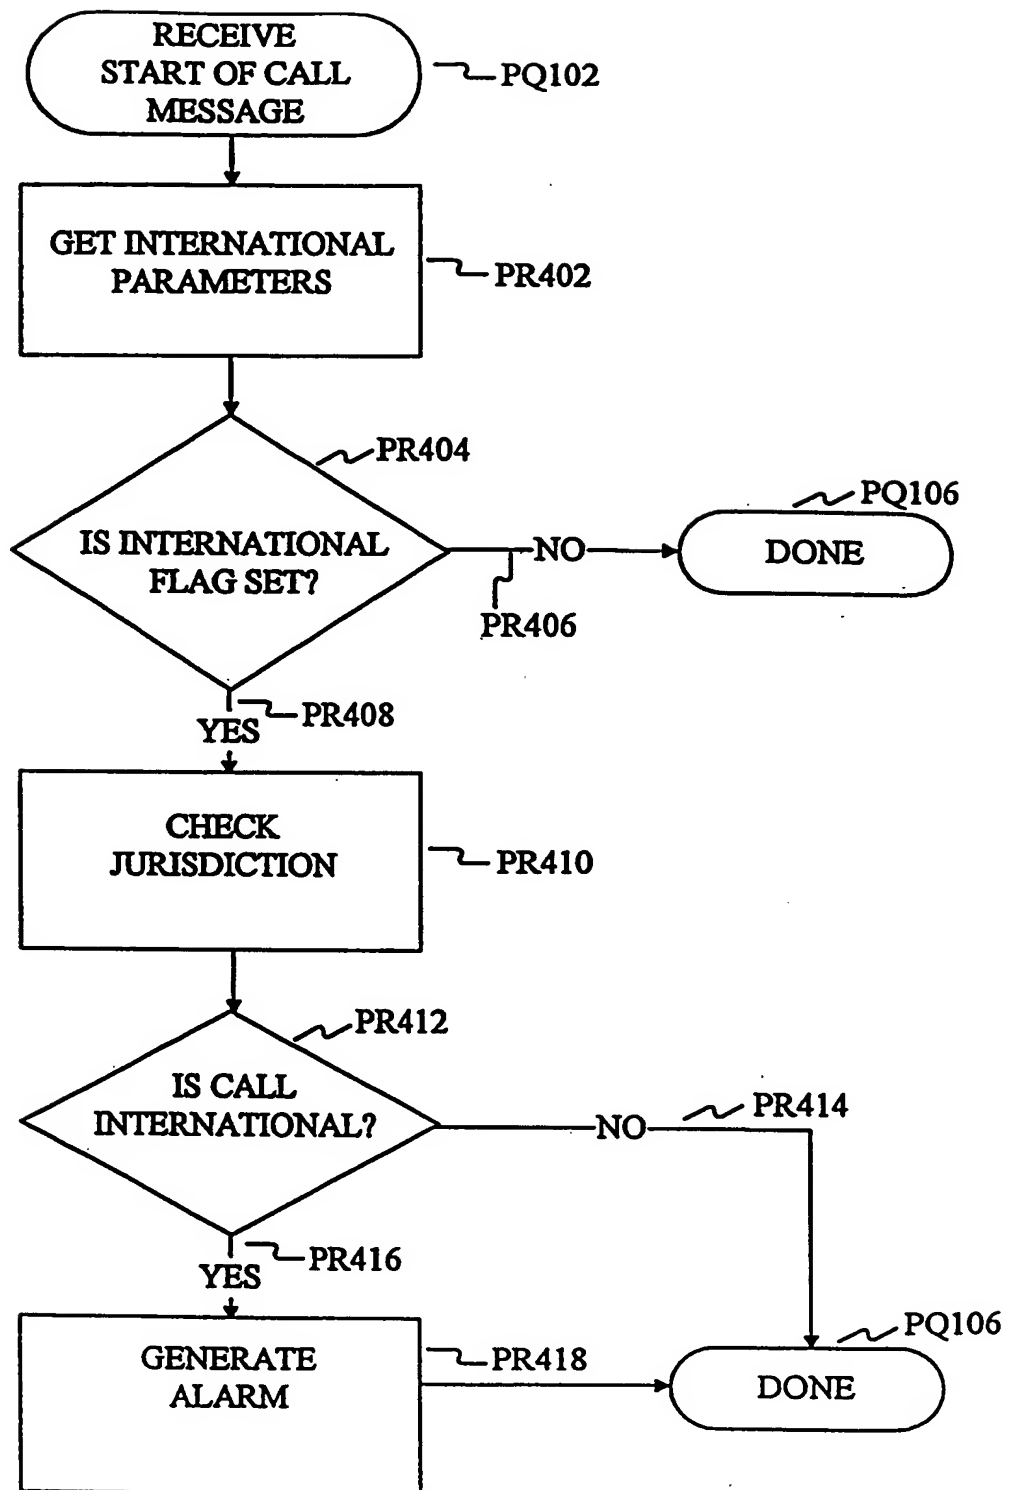 RECEIVE
START OF CALL
MESSAGE
PQ102
GET INTERNATIONAL
PARAMETERS
PR402
PR404
IS INTERNATIONAL
FLAG SET?
NO
PR406
PQ106
DONE
PR408
YES
CHECK
JURISDICTION
PR410
PR412
IS CALL
INTERNATIONAL?
NO
PR414
PR416
YES
GENERATE
ALARM
PR418
PQ106
DONE